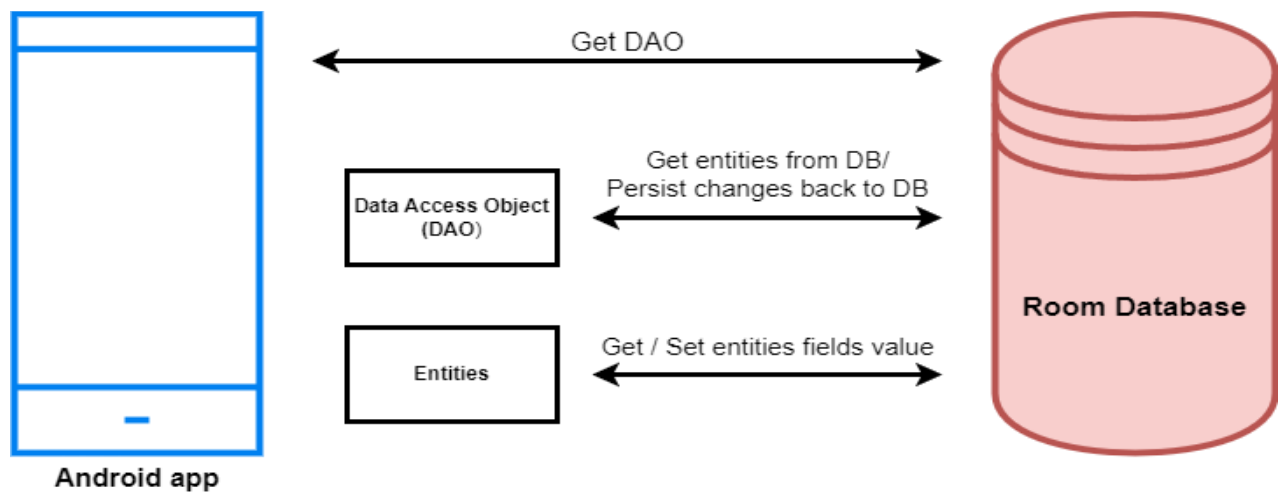 Get DAO
Get entities from DB/
Persist changes back to DB
Data Access Object
(DAO)
Room Database
Get / Set entities fields value
Entities
Android app